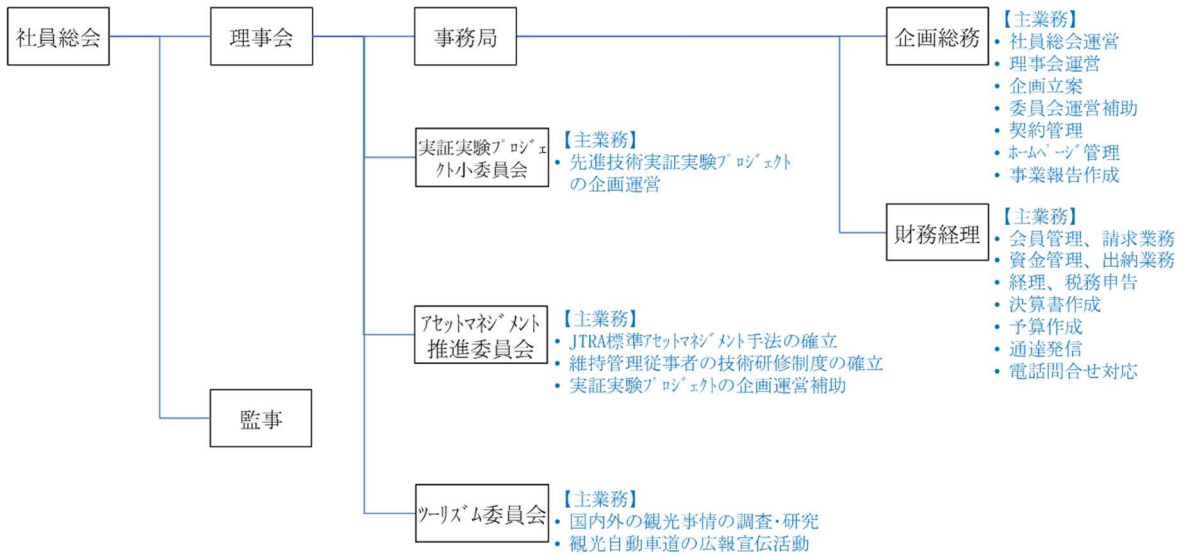 社員総会
理事会
事務局
企画総務
【主業務】
• 社員総会運営
• 理事会運営
• 企画立案
• 委員会運営補助
• 契約管理
• ﾎｰﾑﾍﾟｰｼﾞ管理
• 事業報告作成
実証実験ﾌﾟﾛｼﾞｪ
ｸﾄ小委員会
【主業務】
• 先進技術実証実験ﾌﾟﾛｼﾞｪｸﾄ
の企画運営
財務経理
【主業務】
• 会員管理、請求業務
• 資金管理、出納業務
• 経理、税務申告
• 決算書作成
• 予算作成
• 通達発信
• 電話問合せ対応
ｱｾｯﾄﾏﾈｼﾞﾒﾝﾄ
推進委員会
【主業務】
• JTRA標準ｱｾｯﾄﾏﾈｼﾞﾒﾝﾄ手法の確立
• 維持管理従事者の技術研修制度の確立
• 実証実験ﾌﾟﾛｼﾞｪｸﾄの企画運営補助
監事
ﾂｰﾘｽﾞﾑ委員会
【主業務】
• 国内外の観光事情の調査・研究
• 観光自動車道の広報宣伝活動